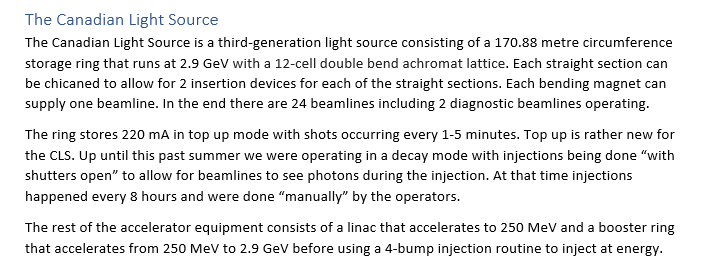 The Canadian Light Source
The Canadian Light Source is a third-generation light source consisting of a 170.88 metre circumference
storage ring that runs at 2.9 GeV with a 12-cell double bend achromat lattice. Each straight section can
be chicaned to allow for 2 insertion devices for each of the straight sections. Each bending magnet can
supply one beamline. In the end there are 24 beamlines including 2 diagnostic beamlines operating.
The ring stores 220 mA in top up mode with shots occurring every 1-5 minutes. Top up is rather new for
the CLS. Up until this past summer we were operating in a decay mode with injections being done “with
shutters open” to allow for beamlines to see photons during the injection. At that time injections
happened every 8 hours and were done “manually” by the operators.
The rest of the accelerator equipment consists of a linac that accelerates to 250 MeV and a booster ring
that accelerates from 250 MeV to 2.9 GeV before using a 4-bump injection routine to inject at energy.